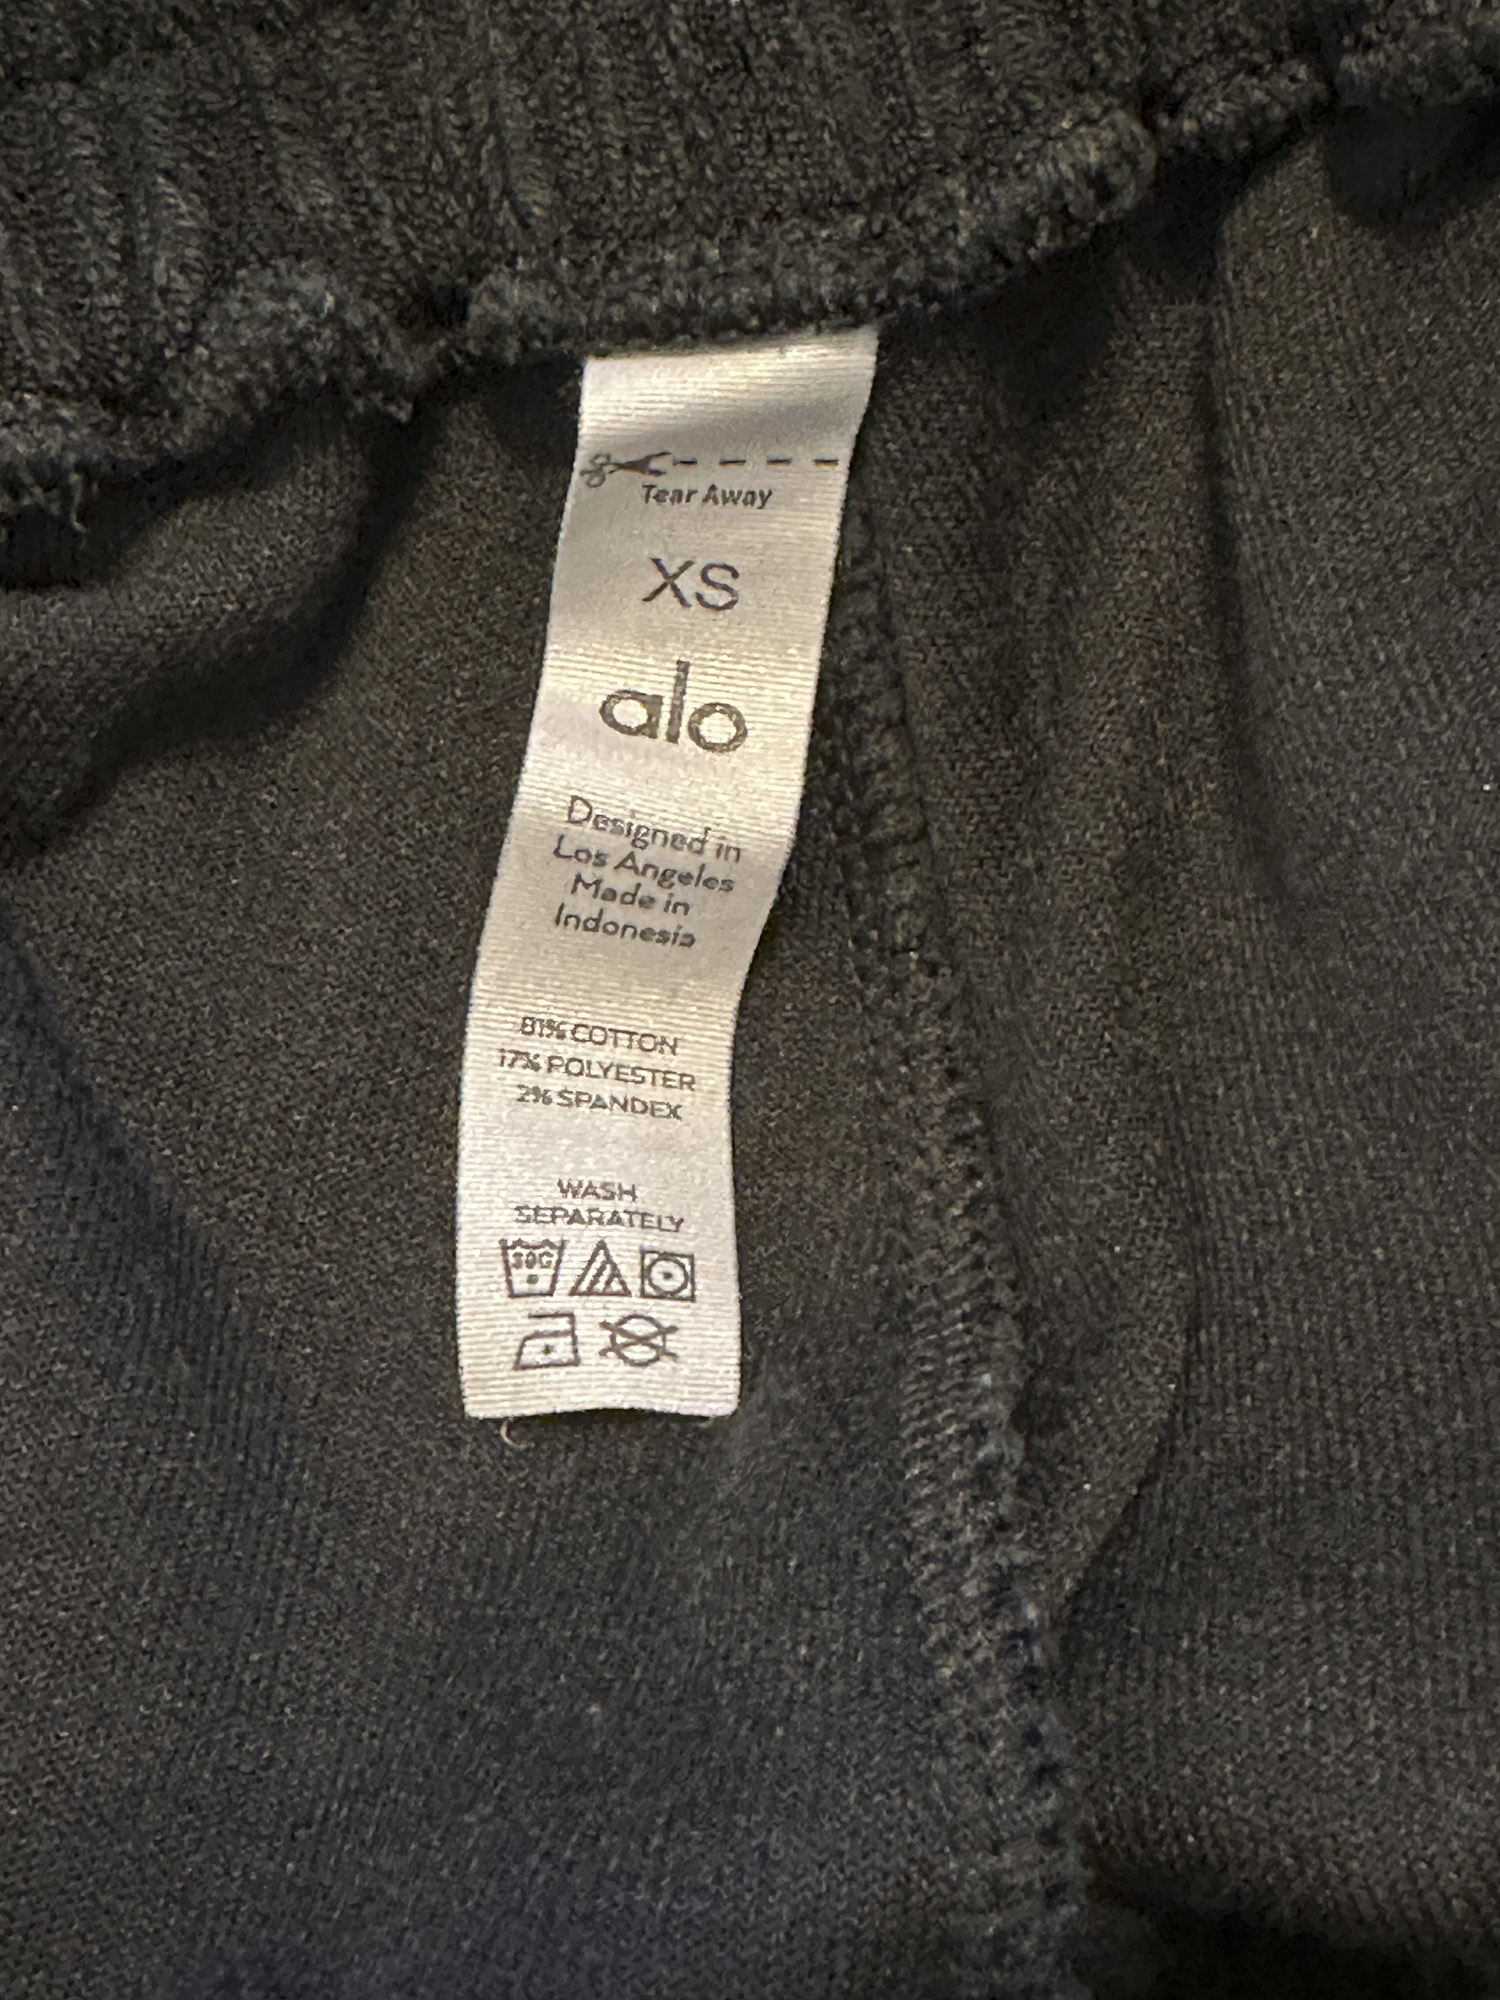 Tear Away
XS
alo
Designed in
Los Angeles
Made in
Indonesia
81% COTTON
17% POLYESTER
2% SPANDEX
WASH
SEPARATELY
30C